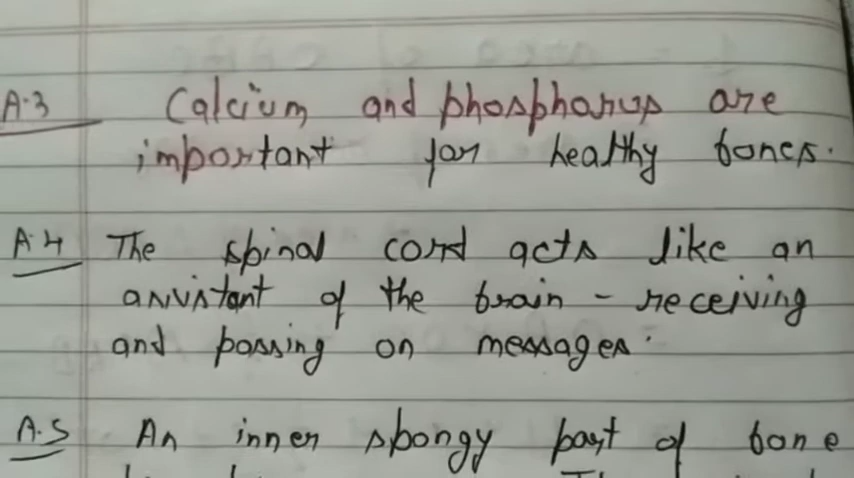 A.3 Calcium and phosphorus are
important for healthy bones.
A.4 The spinal cord acts like an
assistant of the brain - receiving
and passing on messages.
A.5 An inner spongy part of bone